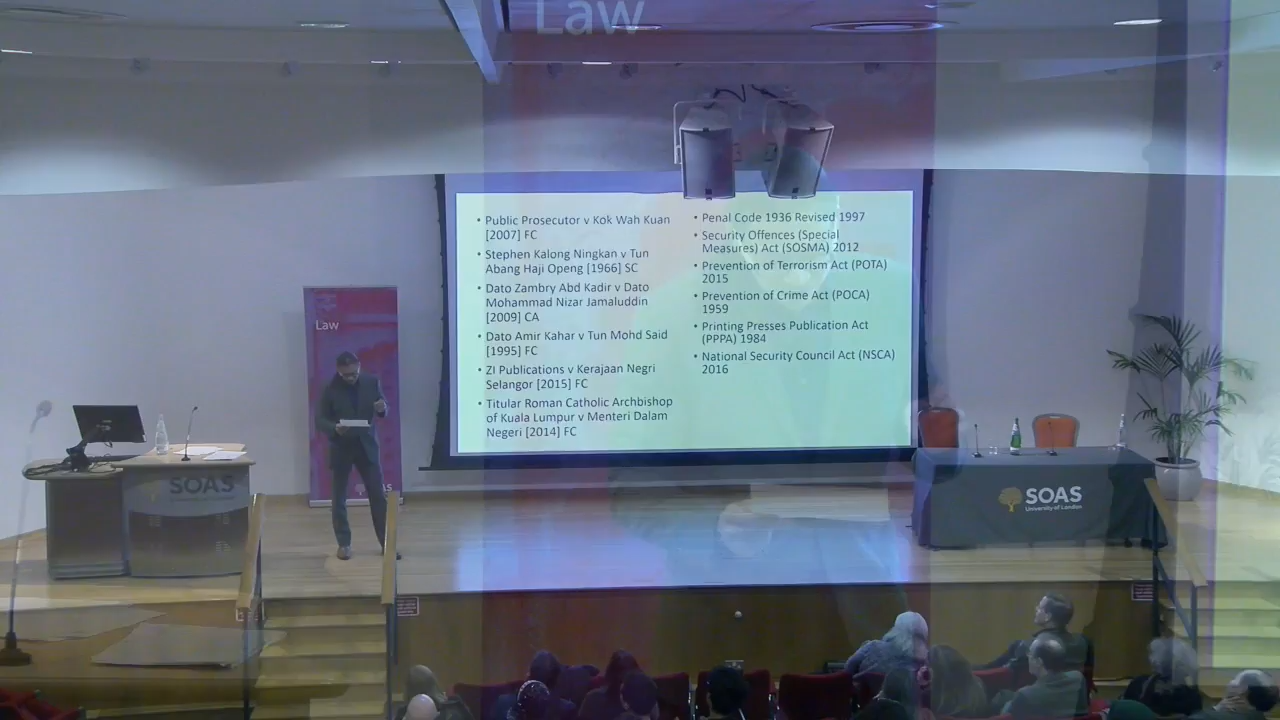 Law
• Public Prosecutor v Kok Wah Kuan
[2007] FC
• Stephen Kalong Ningkan v Tun
Abang Haji Openg [1966] SC
• Dato Zambry Abd Kadir v Dato
Mohammad Nizar Jamaluddin
[2009] CA
• Dato Amir Kahar v Tun Mohd Said
[1995] FC
• ZI Publications v Kerajaan Negri
Selangor [2015] FC
• Titular Roman Catholic Archbishop
of Kuala Lumpur v Menteri Dalam
Negeri [2014] FC
• Penal Code 1936 Revised 1997
• Security Offences (Special
Measures) Act (SOSMA) 2012
• Prevention of Terrorism Act (POTA)
2015
• Prevention of Crime Act (POCA)
1959
• Printing Presses Publication Act
(PPPA) 1984
• National Security Council Act (NSCA)
2016
Law
SOAS
SOAS
University of London